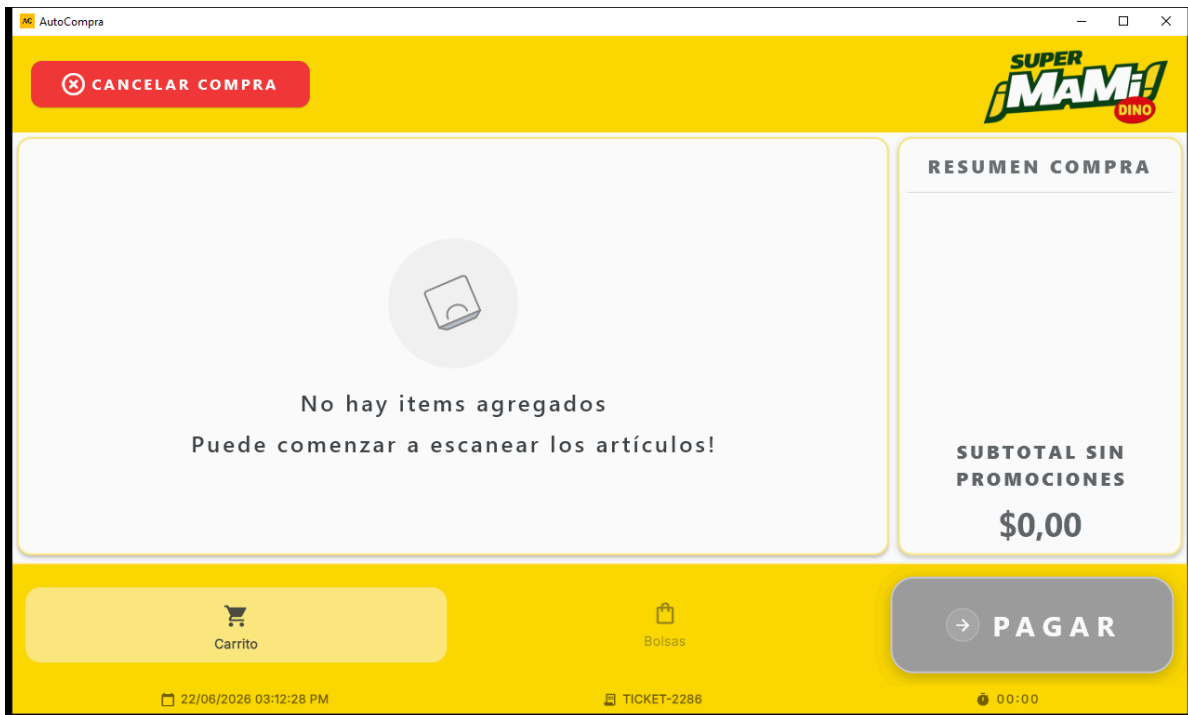 AC AutoCompra
CANCELAR COMPRA
SUPER
¡MAMi!
DINO
No hay items agregados
Puede comenzar a escanear los artículos!
RESUMEN COMPRA
SUBTOTAL SIN
PROMOCIONES
$0,00
Carrito
Bolsas
PAGAR
22/06/2026 03:12:28 PM
TICKET-2286
00:00